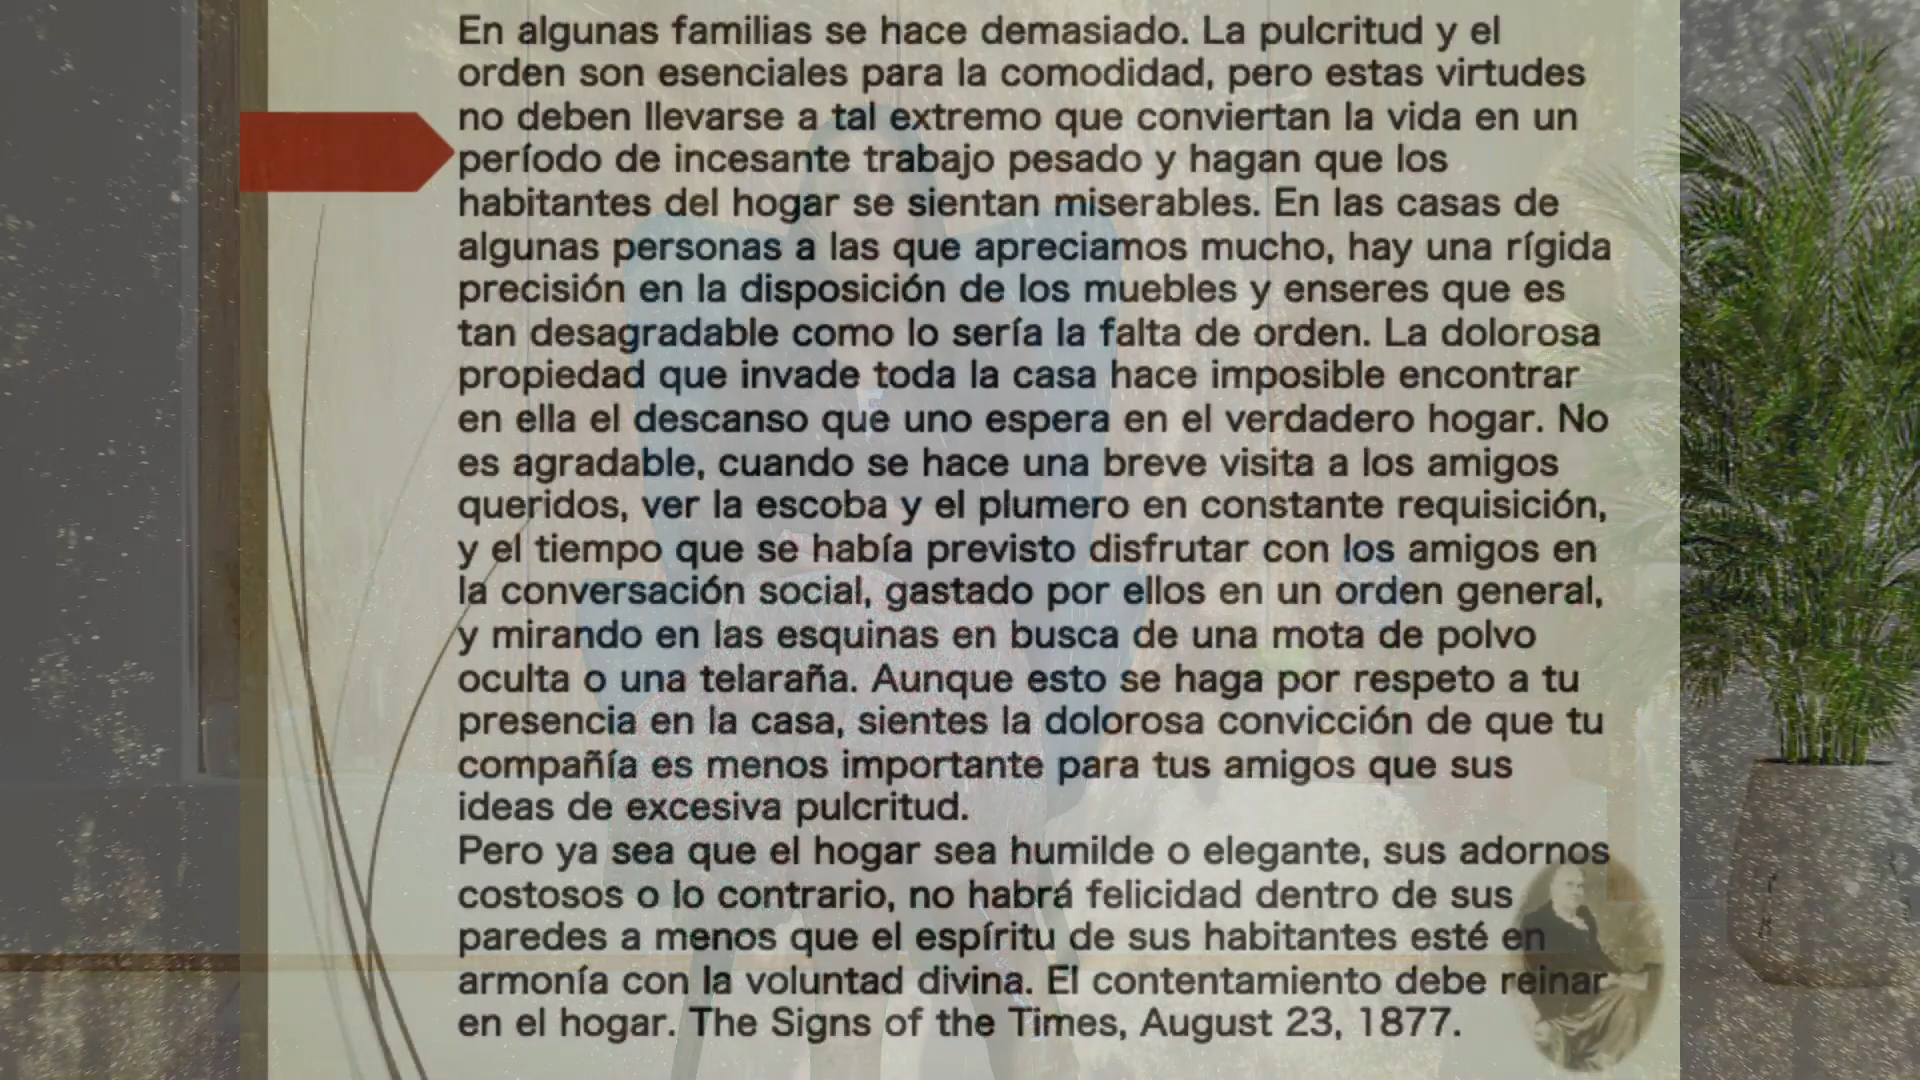 En algunas familias se hace demasiado. La pulcritud y el
orden son esenciales para la comodidad, pero estas virtudes
no deben llevarse a tal extremo que conviertan la vida en un
período de incesante trabajo pesado y hagan que los
habitantes del hogar se sientan miserables. En las casas de
algunas personas a las que apreciamos mucho, hay una rígida
precisión en la disposición de los muebles y enseres que es
tan desagradable como lo sería la falta de orden. La dolorosa
propiedad que invade toda la casa hace imposible encontrar
en ella el descanso que uno espera en el verdadero hogar. No
es agradable, cuando se hace una breve visita a los amigos
queridos, ver la escoba y el plumero en constante requisición,
y el tiempo que se había previsto disfrutar con los amigos en
la conversación social, gastado por ellos en un orden general,
y mirando en las esquinas en busca de una mota de polvo
oculta o una telaraña. Aunque esto se haga por respeto a tu
presencia en la casa, sientes la dolorosa convicción de que tu
compañía es menos importante para tus amigos que sus
ideas de excesiva pulcritud.
Pero ya sea que el hogar sea humilde o elegante, sus adornos
costosos o lo contrario, no habrá felicidad dentro de sus
paredes a menos que el espíritu de sus habitantes esté en
armonía con la voluntad divina. El contentamiento debe reinar
en el hogar. The Signs of the Times, August 23, 1877.